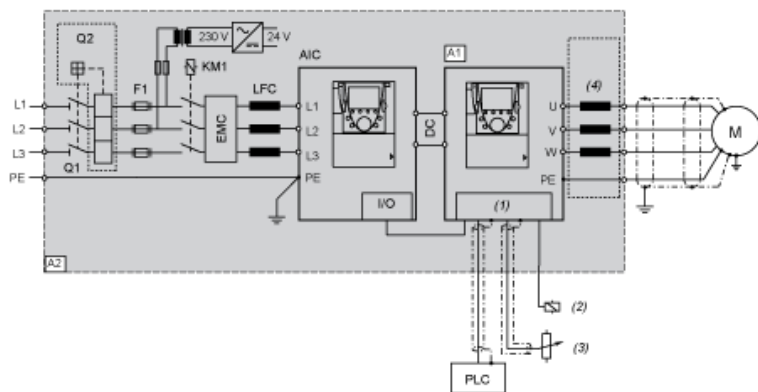 Q2
230 V
24 V
A1
AIC
KM1
(4)
F1
LFC
L1
L1
U
L2
EMC
L2
DC
V
M
L3
L3
W
Q1
PE
PE
PE
I/O
(1)
A2
(2)
(3)
PLC